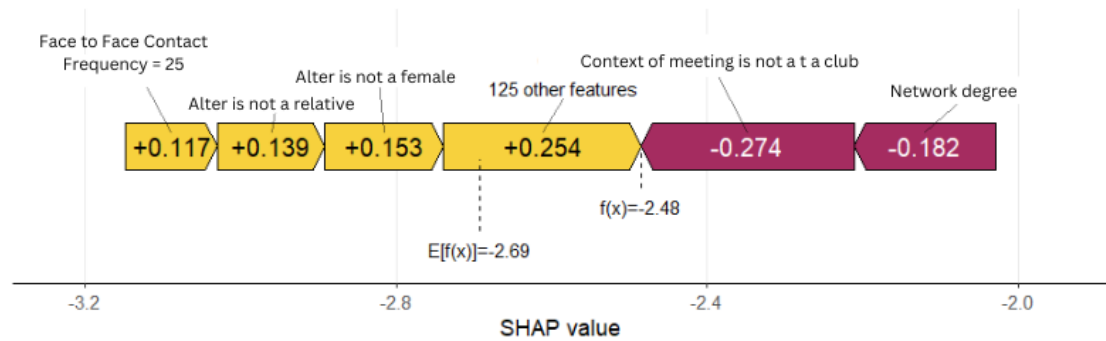 Face to Face Contact
Frequency = 25
Alter is not a relative
Alter is not a female
125 other features
Context of meeting is not a t a club
Network degree
+0.117
+0.139
+0.153
+0.254
-0.274
-0.182
f(x)=-2.48
E[f(x)]=-2.69
-3.2
-2.8
-2.4
-2.0
SHAP value